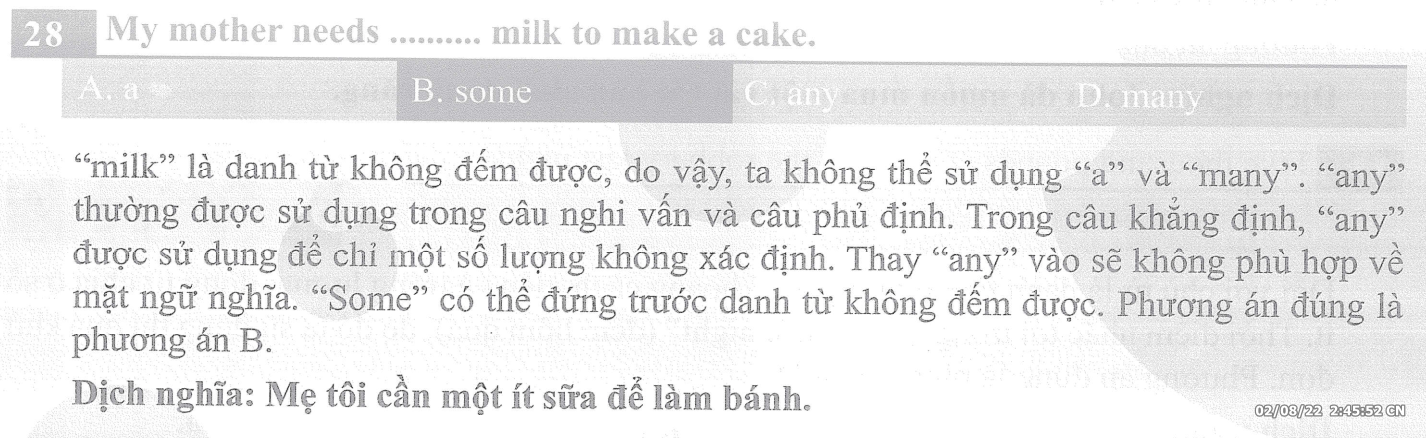 28 My mother needs .......... milk to make a cake.
A. a B. some C. any D. many
“milk” là danh từ không đếm được, do vậy, ta không thể sử dụng “a” và “many”. “any”
thường được sử dụng trong câu nghi vấn và câu phủ định. Trong câu khẳng định, “any”
được sử dụng để chỉ một số lượng không xác định. Thay “any” vào sẽ không phù hợp về
mặt ngữ nghĩa. “Some” có thể đứng trước danh từ không đếm được. Phương án đúng là
phương án B.
Dịch nghĩa: Mẹ tôi cần một ít sữa để làm bánh.
02/08/22 2:45:52 CN